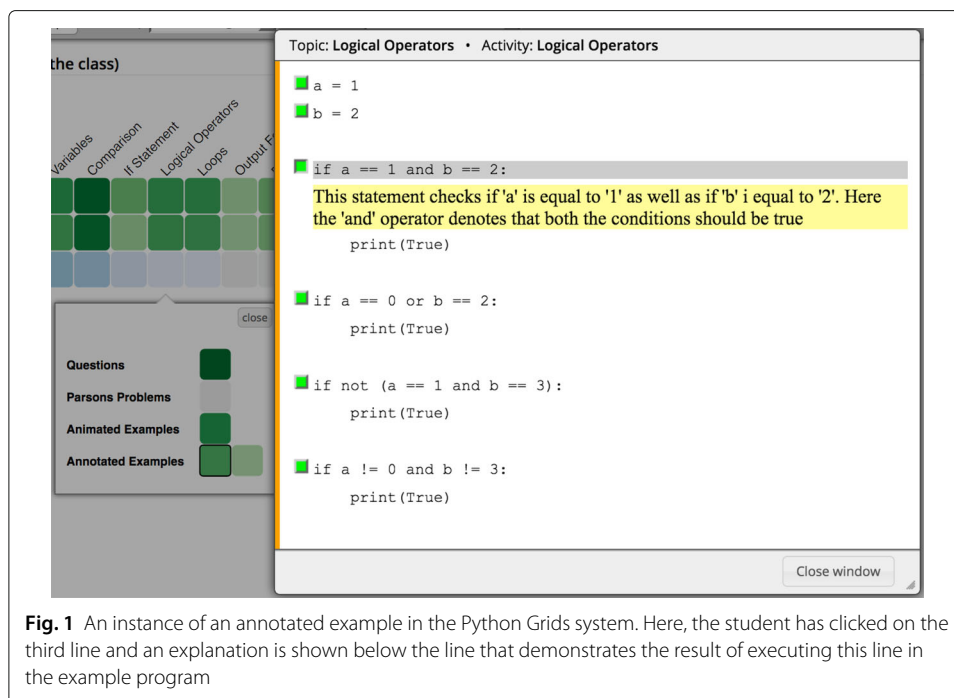 the class)
Variables
Comparison
If Statement
Logical Operators
Loops
Output
close
Questions
Parsons Problems
Animated Examples
Annotated Examples
Topic: Logical Operators • Activity: Logical Operators
a = 1
b = 2
if a == 1 and b == 2:
This statement checks if 'a' is equal to '1' as well as if 'b' i equal to '2'. Here
the 'and' operator denotes that both the conditions should be true
print(True)
if a == 0 or b == 2:
print(True)
if not (a == 1 and b == 3):
print(True)
if a != 0 and b != 3:
print(True)
Close window
Fig. 1 An instance of an annotated example in the Python Grids system. Here, the student has clicked on the
third line and an explanation is shown below the line that demonstrates the result of executing this line in
the example program